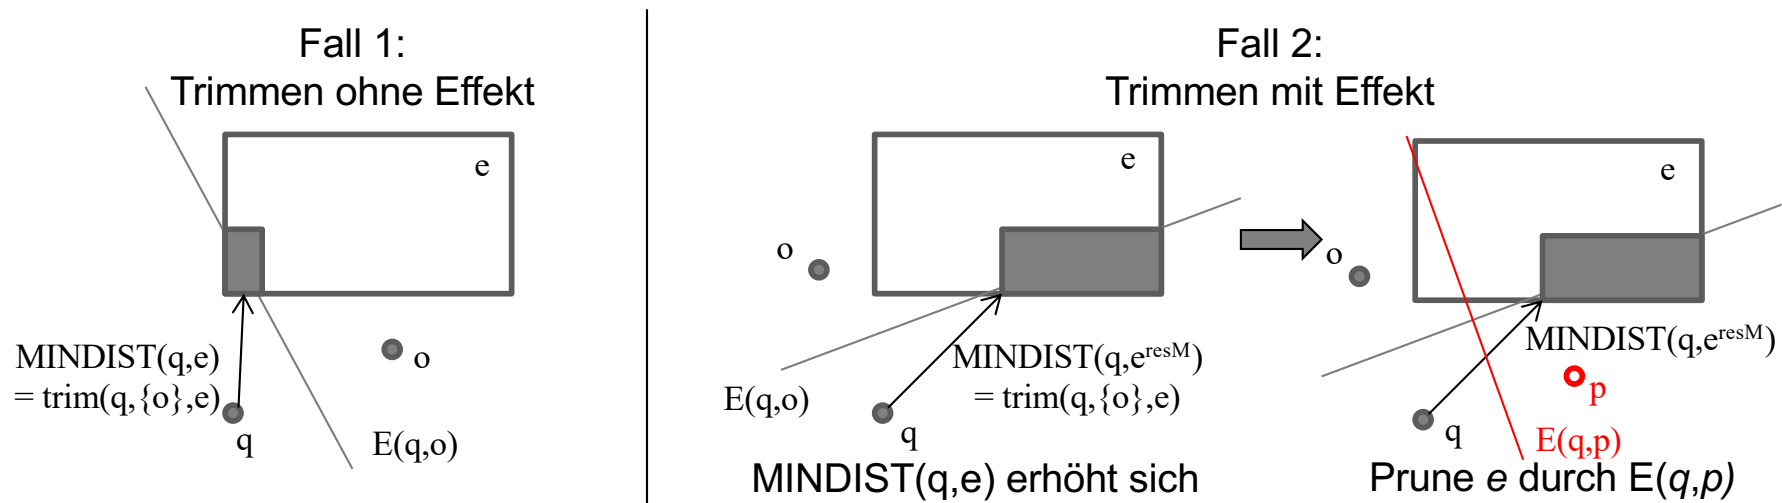 Fall 1:
Trimmen ohne Effekt
e
MINDIST(q,e)
= trim(q,{o},e)
o
q
E(q,o)
Fall 2:
Trimmen mit Effekt
e
o
MINDIST(q,e^resM)
= trim(q,{o},e)
E(q,o)
q
MINDIST(q,e) erhöht sich
e
o
MINDIST(q,e^resM)
p
q
E(q,p)
Prune e durch E(q,p)